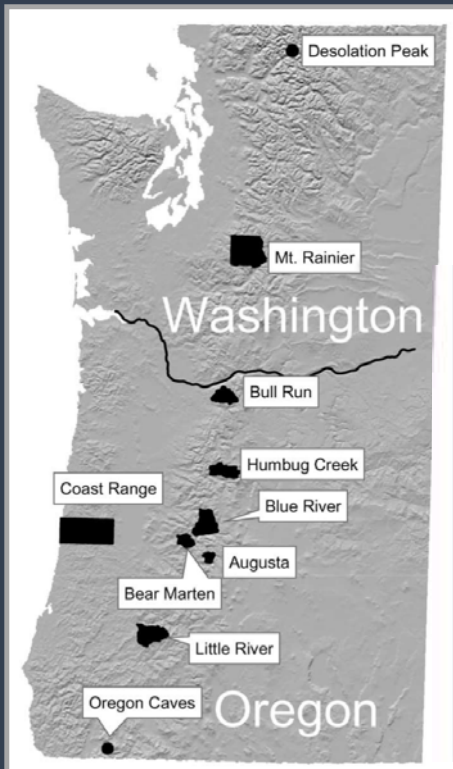 Desolation Peak
Mt. Rainier
Washington
Bull Run
Humbug Creek
Coast Range
Blue River
Augusta
Bear Marten
Little River
Oregon Caves
Oregon